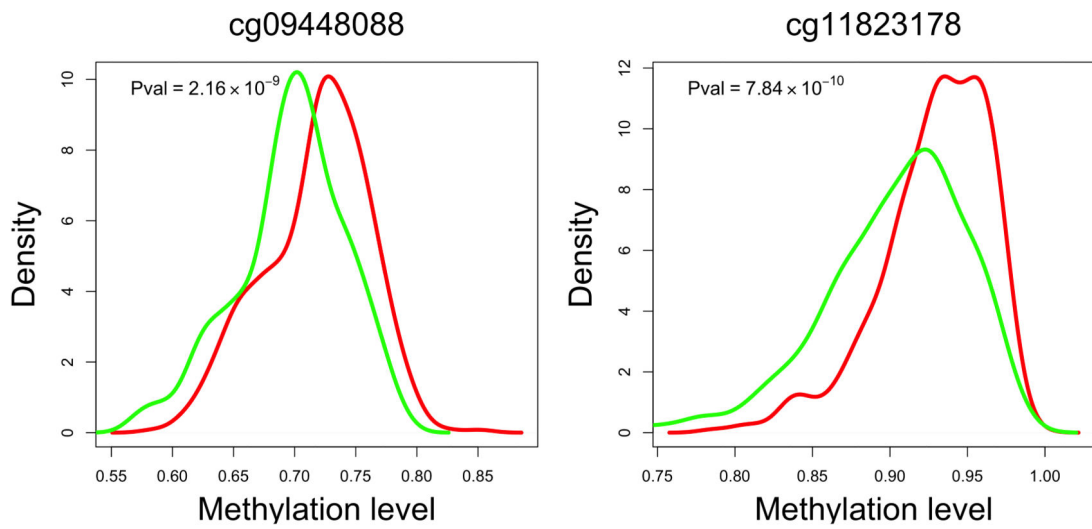 cg09448088
Pval = 2.16 × 10⁻⁹
Density
0
2
4
6
8
10
0.55 0.60 0.65 0.70 0.75 0.80 0.85
Methylation level
cg11823178
Pval = 7.84 × 10⁻¹⁰
Density
0
2
4
6
8
10
12
0.75 0.80 0.85 0.90 0.95 1.00
Methylation level